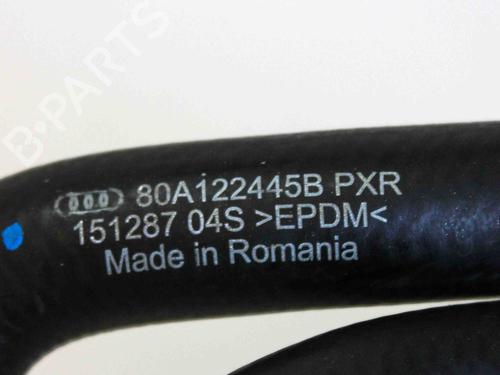 80A122445B PXR
151287 04S >EPDM<
Made in Romania
B-PARTS